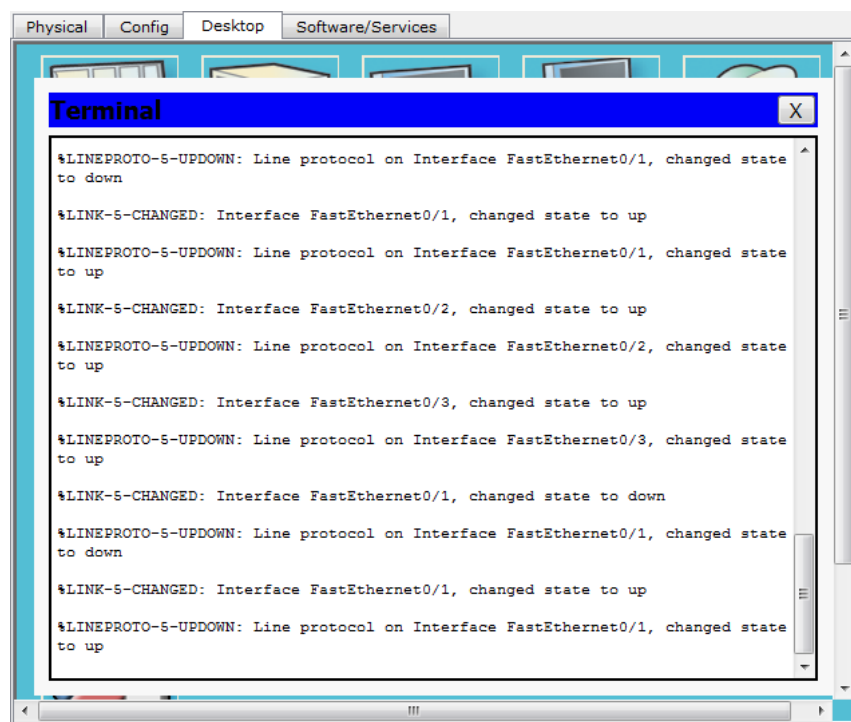 Physical Config Desktop Software/Services
Terminal X
%LINEPROTO-5-UPDOWN: Line protocol on Interface FastEthernet0/1, changed state
to down
%LINK-5-CHANGED: Interface FastEthernet0/1, changed state to up
%LINEPROTO-5-UPDOWN: Line protocol on Interface FastEthernet0/1, changed state
to up
%LINK-5-CHANGED: Interface FastEthernet0/2, changed state to up
%LINEPROTO-5-UPDOWN: Line protocol on Interface FastEthernet0/2, changed state
to up
%LINK-5-CHANGED: Interface FastEthernet0/3, changed state to up
%LINEPROTO-5-UPDOWN: Line protocol on Interface FastEthernet0/3, changed state
to up
%LINK-5-CHANGED: Interface FastEthernet0/1, changed state to down
%LINEPROTO-5-UPDOWN: Line protocol on Interface FastEthernet0/1, changed state
to down
%LINK-5-CHANGED: Interface FastEthernet0/1, changed state to up
%LINEPROTO-5-UPDOWN: Line protocol on Interface FastEthernet0/1, changed state
to up